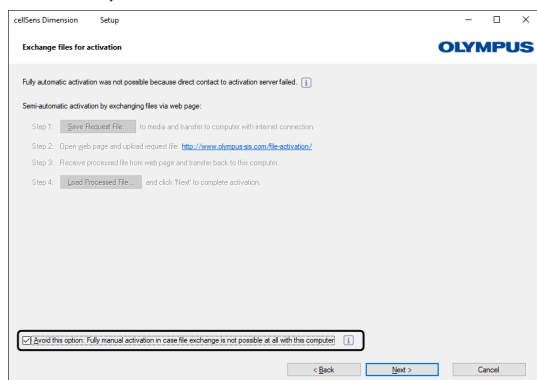 cellSens Dimension Setup
Exchange files for activation
OLYMPUS
Fully automatic activation was not possible because direct contact to activation server failed. i
Semi-automatic activation by exchanging files via web page:
Step 1: Save Request File... to media and transfer to computer with internet connection.
Step 2: Open web page and upload request file: http://www.olympus-sis.com/file-activation/
Step 3: Receive processed file from web page and transfer back to this computer.
Step 4: Load Processed File... and click 'Next' to complete activation.
Avoid this option: Fully manual activation in case file exchange is not possible at all with this computer i
< Back Next > Cancel